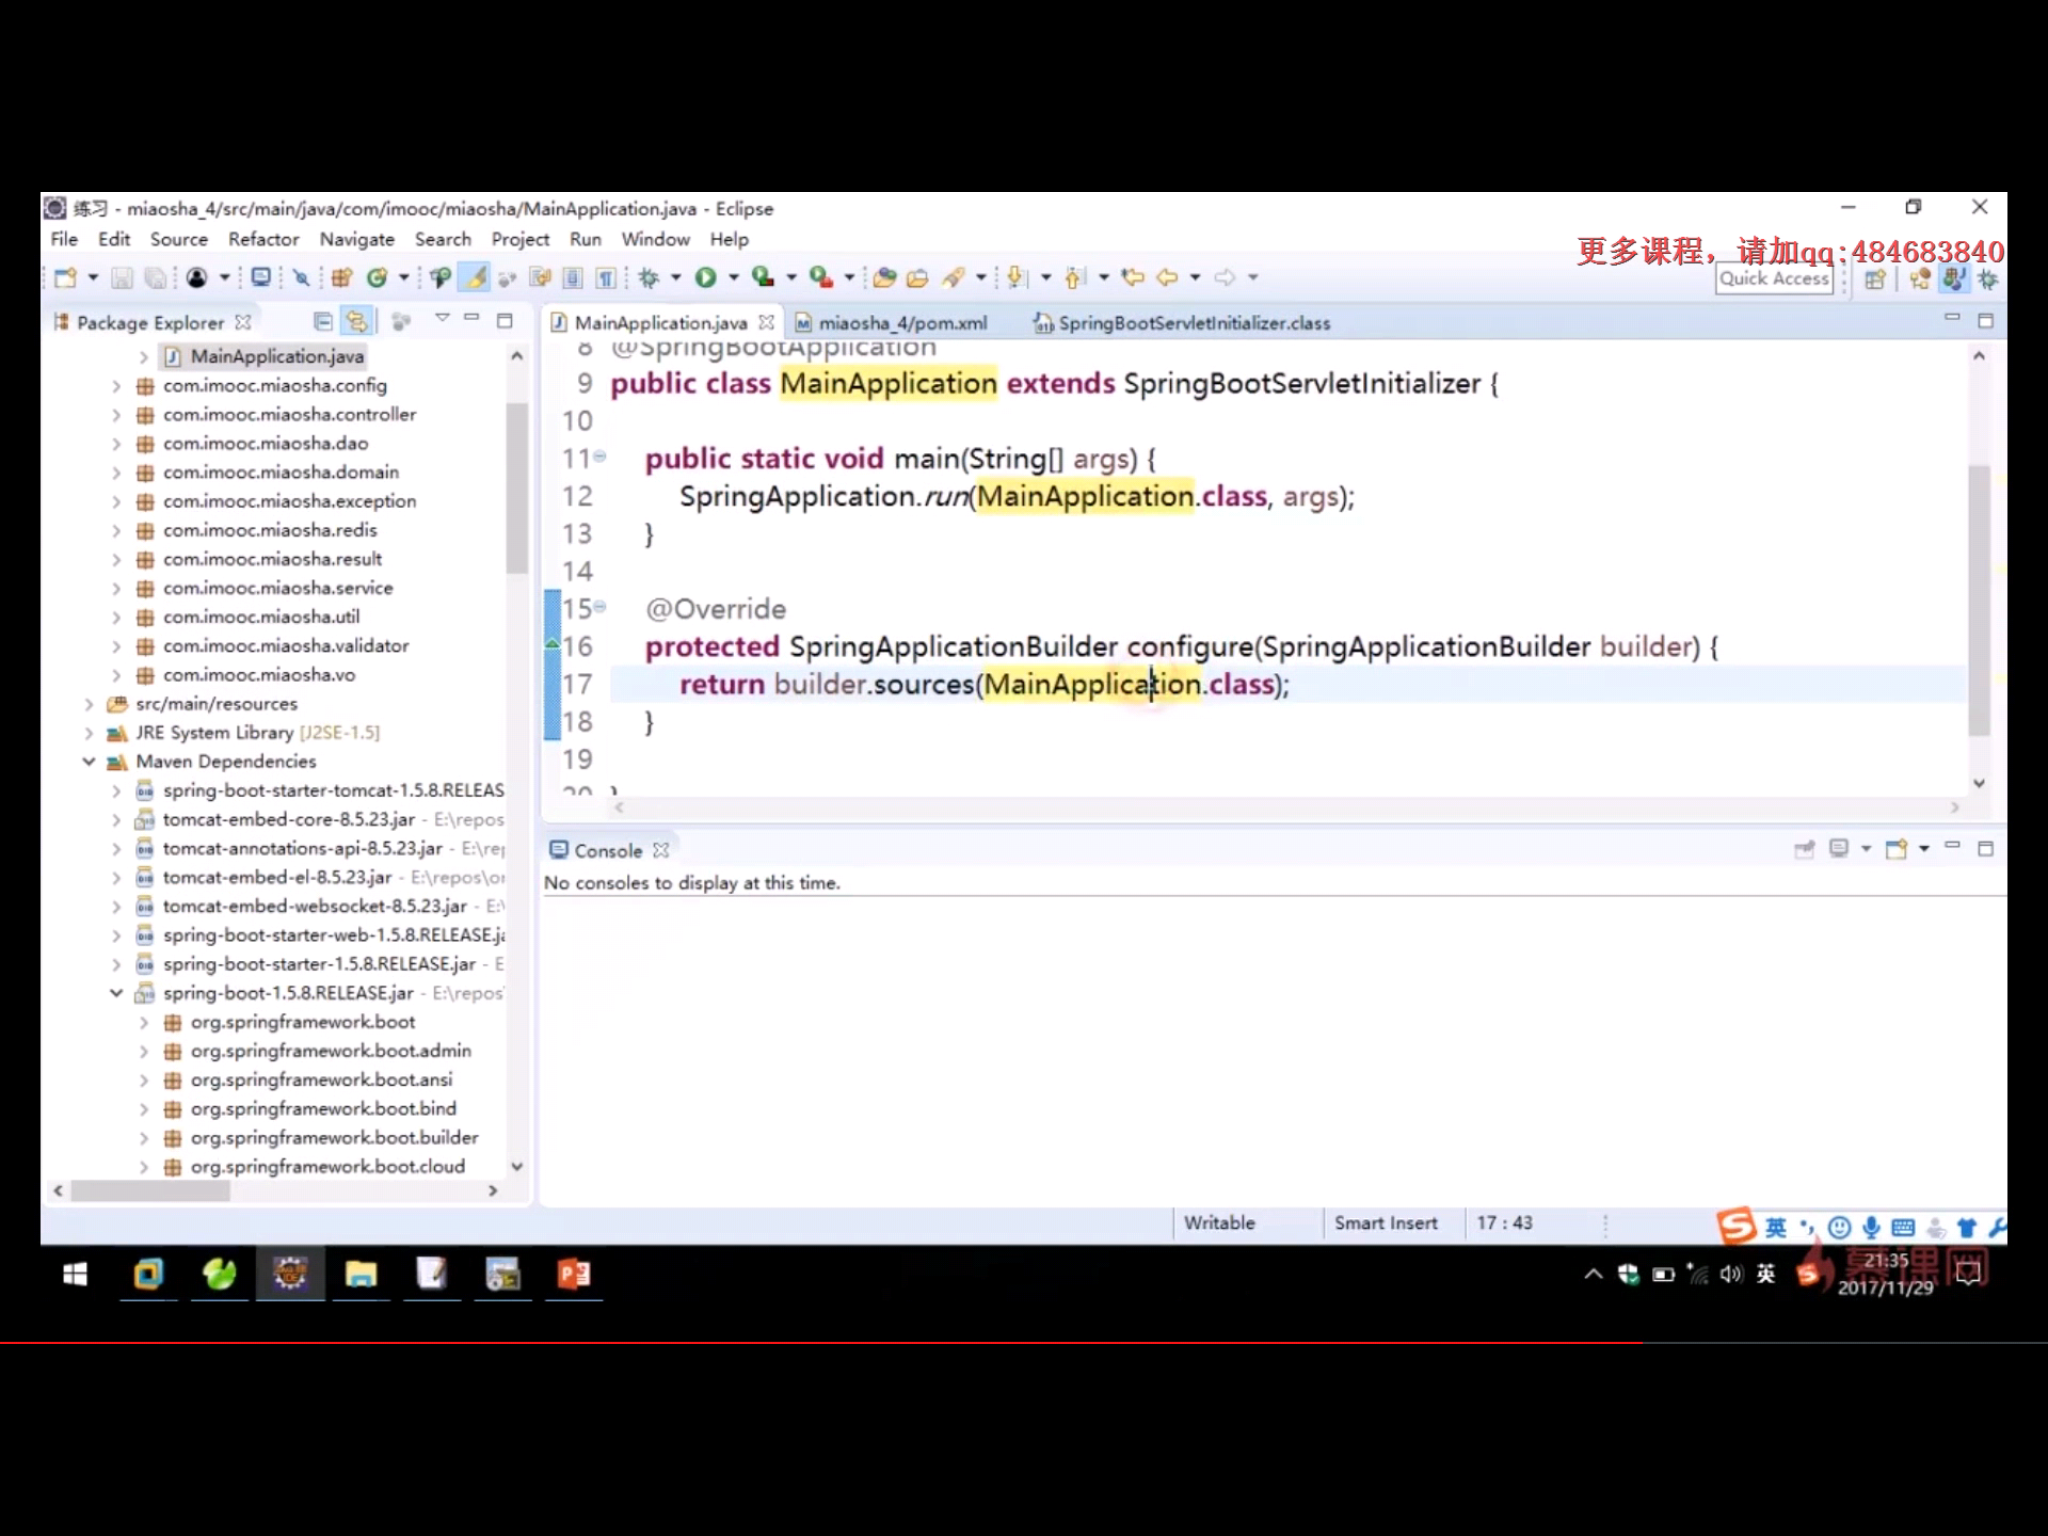 练习 - miaosha_4/src/main/java/com/imooc/miaosha/MainApplication.java - Eclipse
File Edit Source Refactor Navigate Search Project Run Window Help
更多课程，请加qq:484683840
Quick Access
Package Explorer
MainApplication.java
com.imooc.miaosha.config
com.imooc.miaosha.controller
com.imooc.miaosha.dao
com.imooc.miaosha.domain
com.imooc.miaosha.exception
com.imooc.miaosha.redis
com.imooc.miaosha.result
com.imooc.miaosha.service
com.imooc.miaosha.util
com.imooc.miaosha.validator
com.imooc.miaosha.vo
src/main/resources
JRE System Library [J2SE-1.5]
Maven Dependencies
spring-boot-starter-tomcat-1.5.8.RELEAS
tomcat-embed-core-8.5.23.jar - E:\repos
tomcat-annotations-api-8.5.23.jar - E:\rep
tomcat-embed-el-8.5.23.jar - E:\repos\or
tomcat-embed-websocket-8.5.23.jar - E:\
spring-boot-starter-web-1.5.8.RELEASE.ja
spring-boot-starter-1.5.8.RELEASE.jar - E
spring-boot-1.5.8.RELEASE.jar - E:\repos
org.springframework.boot
org.springframework.boot.admin
org.springframework.boot.ansi
org.springframework.boot.bind
org.springframework.boot.builder
org.springframework.boot.cloud
MainApplication.java miaosha_4/pom.xml SpringBootServletInitializer.class
8 @SpringBootApplication
9 public class MainApplication extends SpringBootServletInitializer {
10
11 public static void main(String[] args) {
12 SpringApplication.run(MainApplication.class, args);
13 }
14
15 @Override
16 protected SpringApplicationBuilder configure(SpringApplicationBuilder builder) {
17 return builder.sources(MainApplication.class);
18 }
19
20 }
Console
No consoles to display at this time.
Writable Smart Insert 17 : 43
英
英
慕课网
21:35
2017/11/29